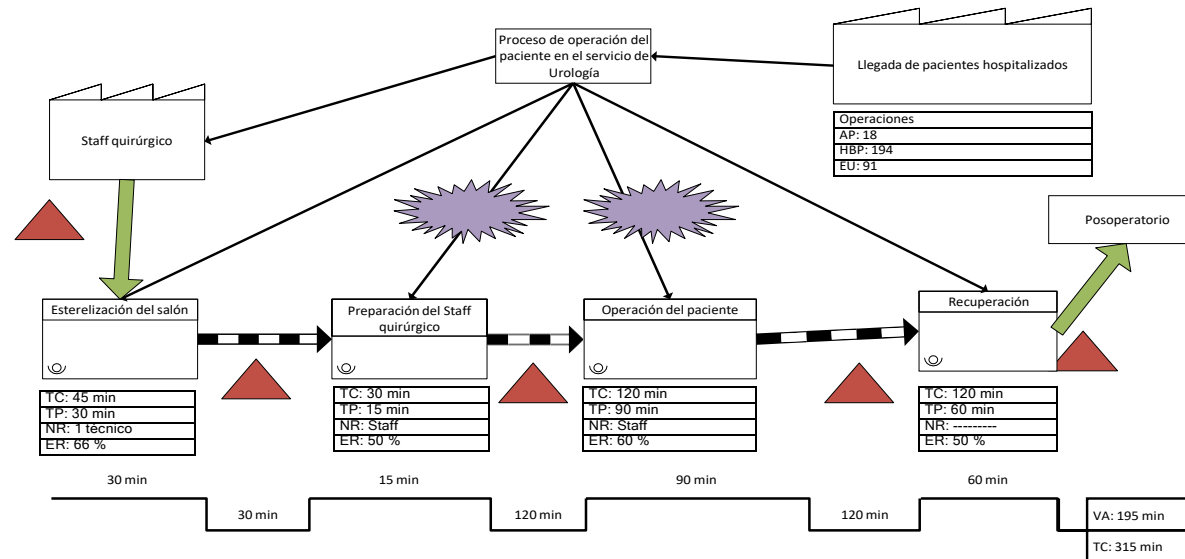 Proceso de operación del
paciente en el servicio de
Urología
Llegada de pacientes hospitalizados
Staff quirúrgico
Operaciones
AP: 18
HBP: 194
EU: 91
Posoperatorio
Esterelización del salón
Preparación del Staff
quirúrgico
Operación del paciente
Recuperación
TC: 45 min
TP: 30 min
NR: 1 técnico
ER: 66 %
TC: 30 min
TP: 15 min
NR: Staff
ER: 50 %
TC: 120 min
TP: 90 min
NR: Staff
ER: 60 %
TC: 120 min
TP: 60 min
NR: ---------
ER: 50 %
30 min
15 min
90 min
60 min
30 min
120 min
120 min
VA: 195 min
TC: 315 min